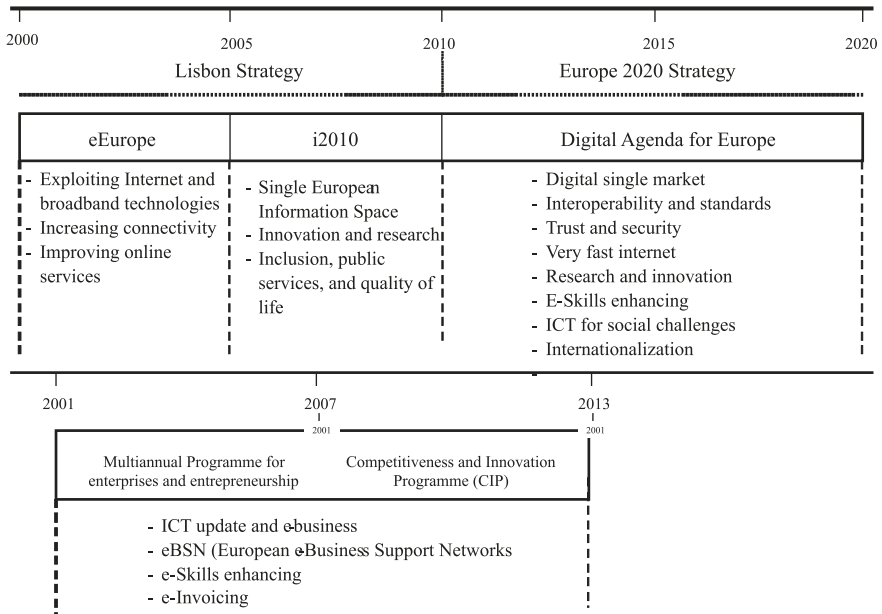 2000 2005 2010 2015 2020
Lisbon Strategy Europe 2020 Strategy
eEurope i2010 Digital Agenda for Europe
- Exploiting Internet and
broadband technologies
- Increasing connectivity
- Improving online
services
- Single European
Information Space
- Innovation and research
- Inclusion, public
services, and quality of
life
- Digital single market
- Interoperability and standards
- Trust and security
- Very fast internet
- Research and innovation
- E-Skills enhancing
- ICT for social challenges
- Internationalization
-
2001 2007 2013
2001 2001
Multiannual Programme for
enterprises and entrepreneurship
Competitiveness and Innovation
Programme (CIP)
- ICT update and e-business
- eBSN (European e-Business Support Networks
- e-Skills enhancing
- e-Invoicing